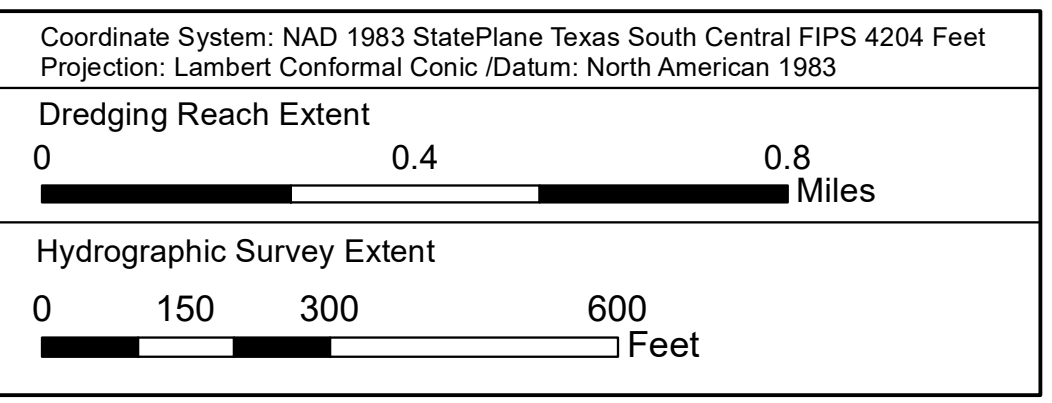 Coordinate System: NAD 1983 StatePlane Texas South Central FIPS 4204 Feet
Projection: Lambert Conformal Conic /Datum: North American 1983
Dredging Reach Extent
0 0.4 0.8
Miles
Hydrographic Survey Extent
0 150 300 600
Feet